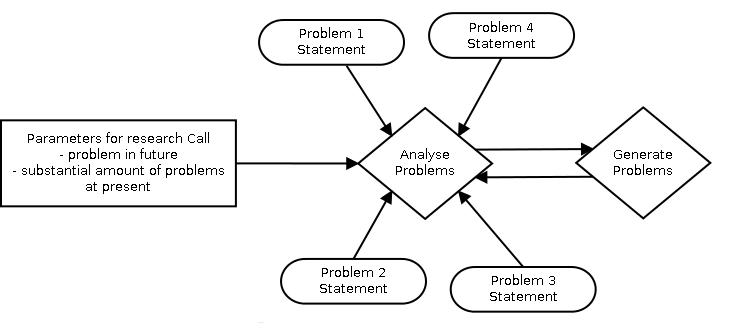 Problem 1
Statement
Problem 4
Statement
Parameters for research Call
- problem in future
- substantial amount of problems
at present
Analyse
Problems
Generate
Problems
Problem 2
Statement
Problem 3
Statement